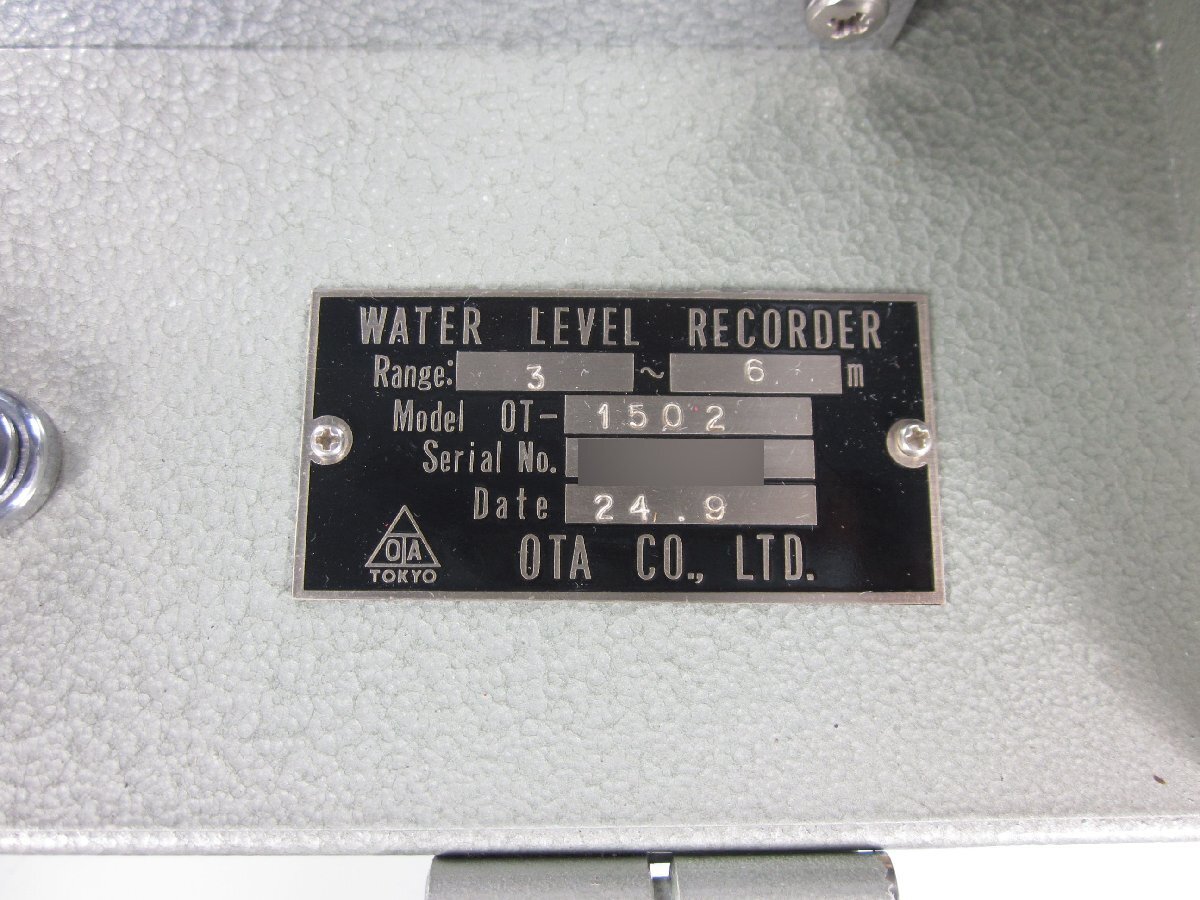 WATER LEVEL RECORDER
Range: 3 ~ 6 m
Model OT- 1502
Serial No.
Date 24.9
OTA
TOKYO
OTA CO., LTD.